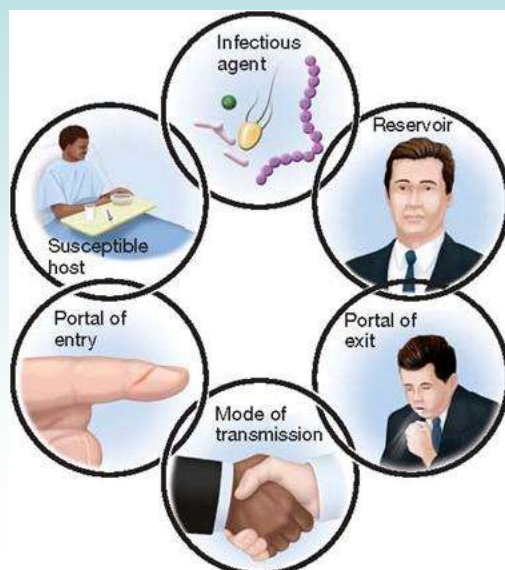 Infectious
agent
Reservoir
Portal of
exit
Mode of
transmission
Portal of
entry
Susceptible
host